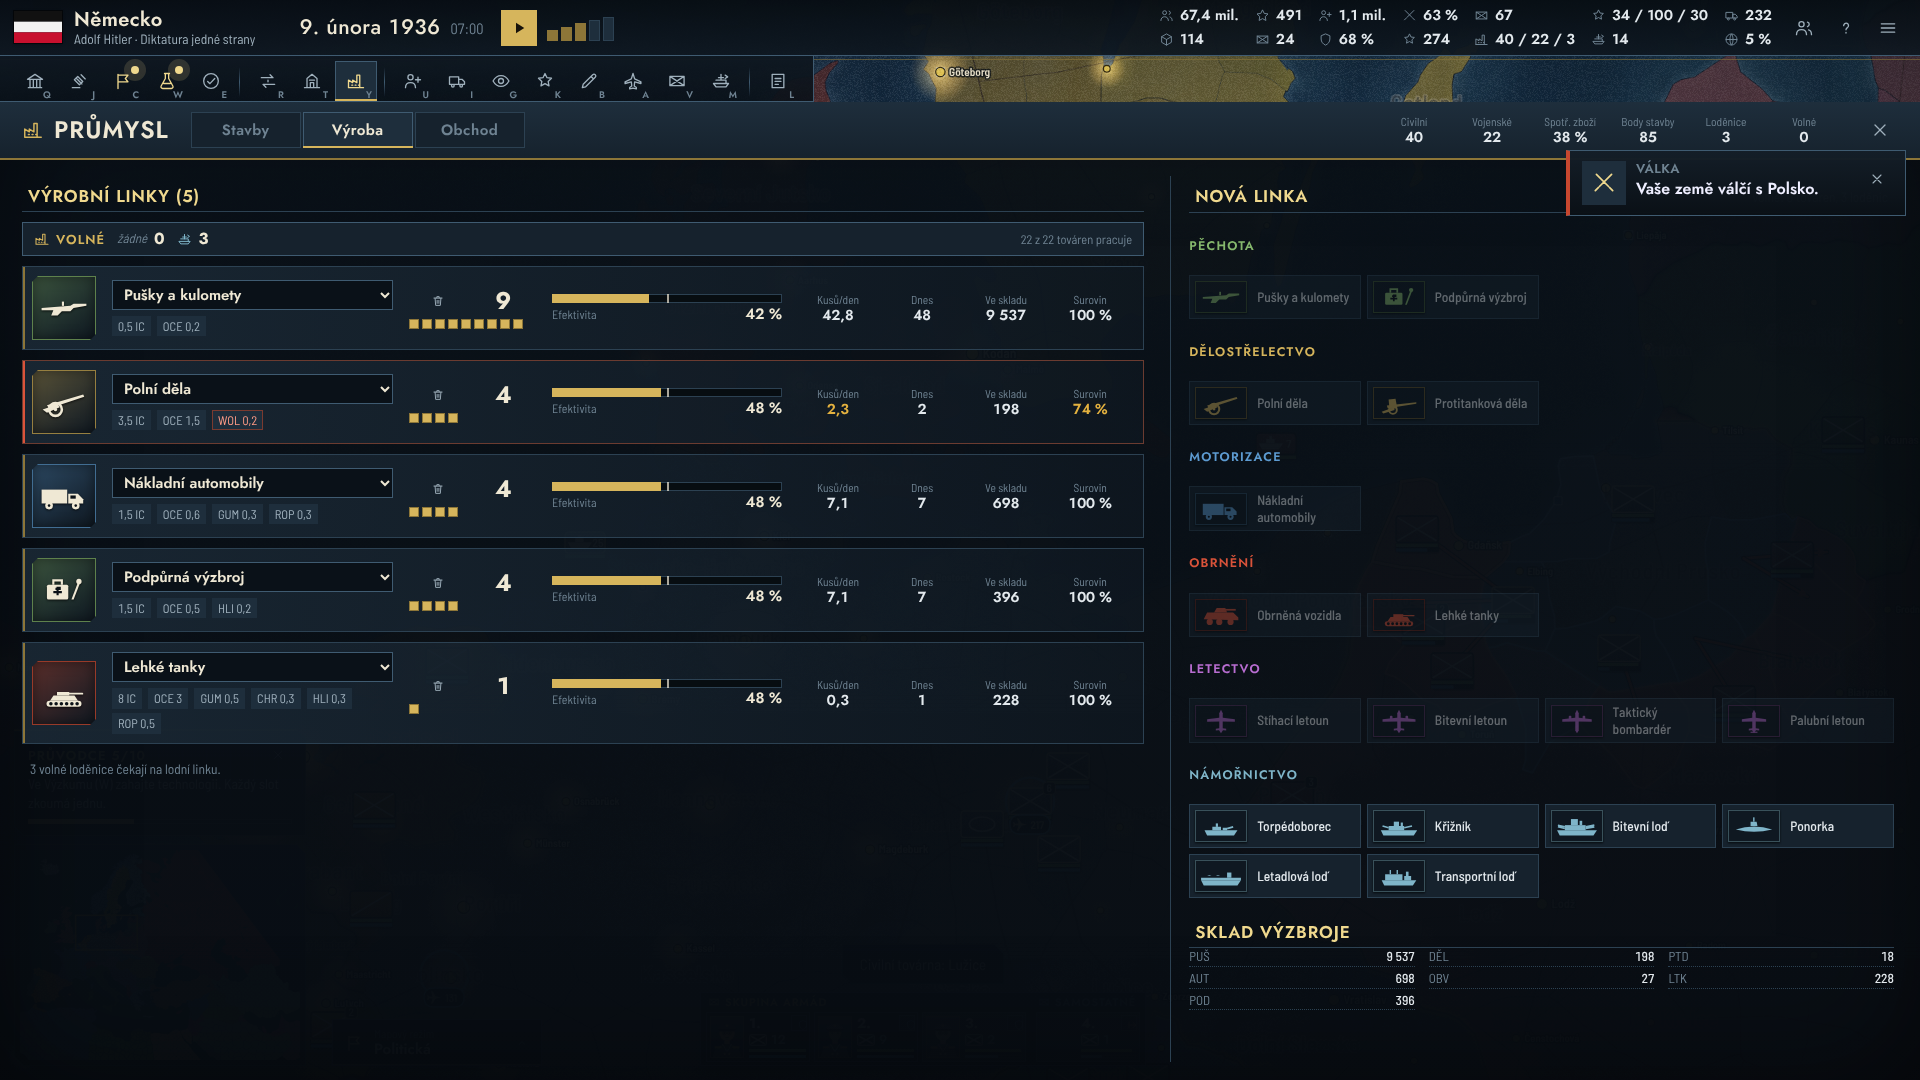 Německo
Adolf Hitler · Diktatura jedné strany
9. února 1936 07:00
67,4 mil. 491 1,1 mil. 63 % 67 34 / 100 / 30 232
114 24 68 % 274 40 / 22 / 3 14 5 %
?
Q J C W E R T Y U I G K B A V M L
Göteborg
PRŮMYSL
Stavby
Výroba
Obchod
Civilní
40
Vojenské
22
Spotř. zboží
38 %
Body stavby
85
Loděnice
3
Volné
0
VÁLKA
Vaše země válčí s Polsko.
VÝROBNÍ LINKY (5)
VOLNÉ žádné 0 3
22 z 22 továren pracuje
Pušky a kulomety
0,5 IC OCE 0,2
9
Efektivita 42 %
Kusů/den
42,8
Dnes
48
Ve skladu
9 537
Surovin
100 %
Polní děla
3,5 IC OCE 1,5 WOL 0,2
4
Efektivita 48 %
Kusů/den
2,3
Dnes
2
Ve skladu
198
Surovin
74 %
Nákladní automobily
1,5 IC OCE 0,6 GUM 0,3 ROP 0,3
4
Efektivita 48 %
Kusů/den
7,1
Dnes
7
Ve skladu
698
Surovin
100 %
Podpůrná výzbroj
1,5 IC OCE 0,5 HLI 0,2
4
Efektivita 48 %
Kusů/den
7,1
Dnes
7
Ve skladu
396
Surovin
100 %
Lehké tanky
8 IC OCE 3 GUM 0,5 CHR 0,3 HLI 0,3
ROP 0,5
1
Efektivita 48 %
Kusů/den
0,3
Dnes
1
Ve skladu
228
Surovin
100 %
3 volné loděnice čekají na lodní linku.
NOVÁ LINKA
PĚCHOTA
Pušky a kulomety
Podpůrná výzbroj
DĚLOSTŘELECTVO
Polní děla
Protitanková děla
MOTORIZACE
Nákladní
automobily
OBRNĚNÍ
Obrněná vozidla
Lehké tanky
LETECTVO
Stíhací letoun
Bitevní letoun
Taktický
bombardér
Palubní letoun
NÁMOŘNICTVO
Torpédoborec
Křižník
Bitevní loď
Ponorka
Letadlová loď
Transportní loď
SKLAD VÝZBROJE
PUŠ 9 537 DĚL 198 PTD 18
AUT 698 OBV 27 LTK 228
POD 396